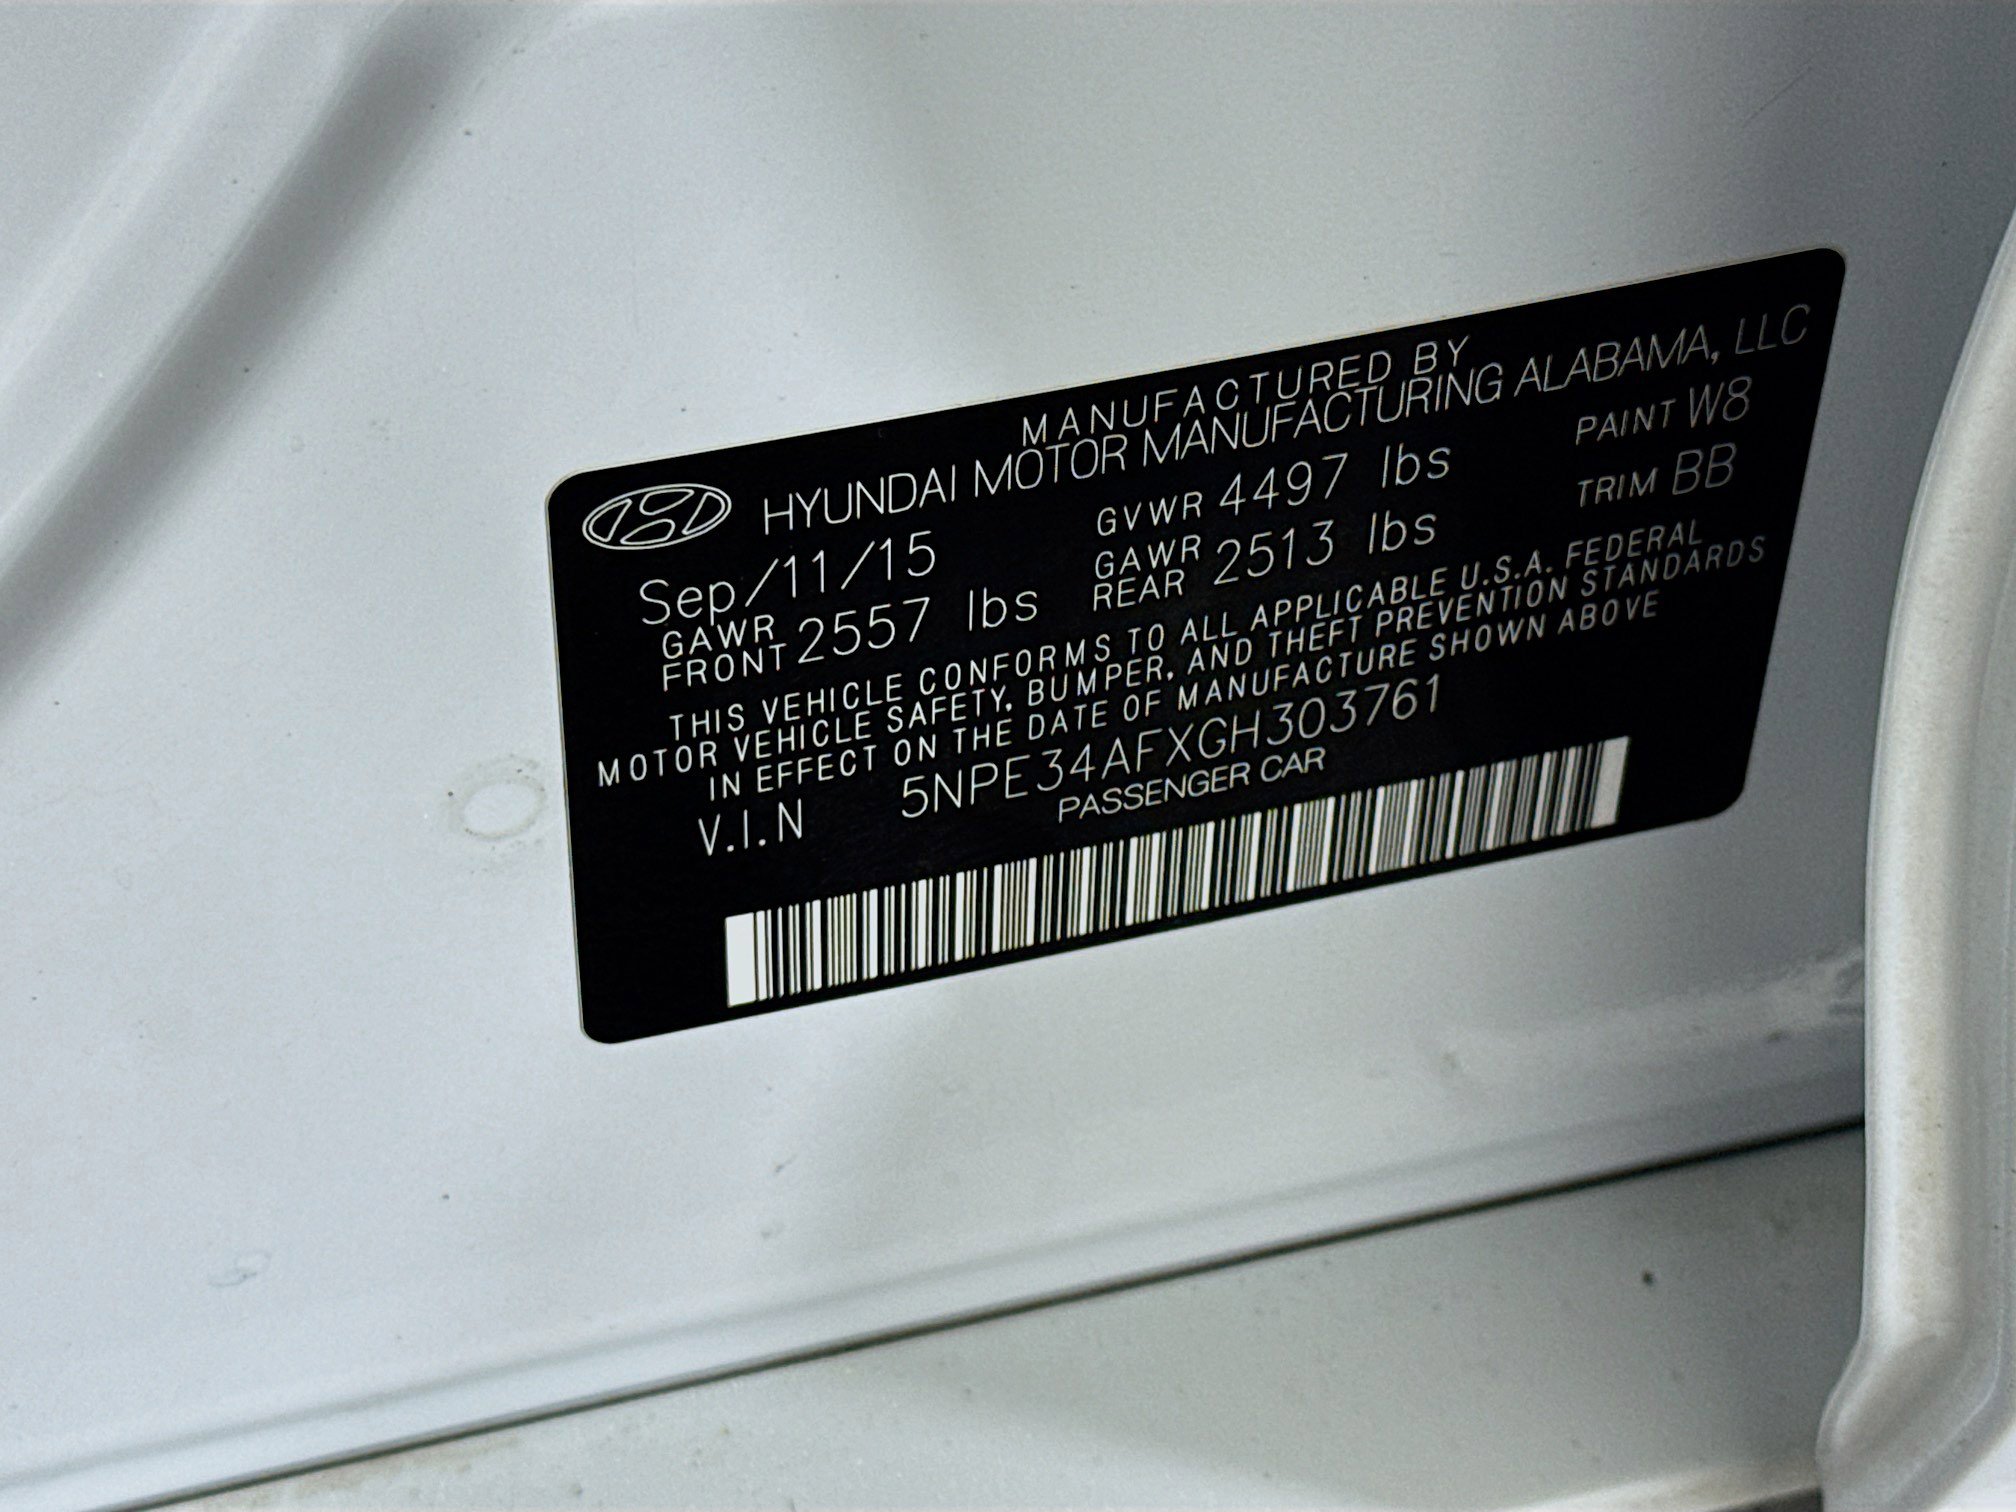 MANUFACTURED BY
HYUNDAI MOTOR MANUFACTURING ALABAMA, LLC
Sep/11/15 GVWR 4497 lbs PAINT W8
GAWR FRONT 2557 lbs GAWR REAR 2513 lbs TRIM BB
THIS VEHICLE CONFORMS TO ALL APPLICABLE U.S.A. FEDERAL
MOTOR VEHICLE SAFETY, BUMPER, AND THEFT PREVENTION STANDARDS
IN EFFECT ON THE DATE OF MANUFACTURE SHOWN ABOVE
V.I.N 5NPE34AFXGH303761
PASSENGER CAR